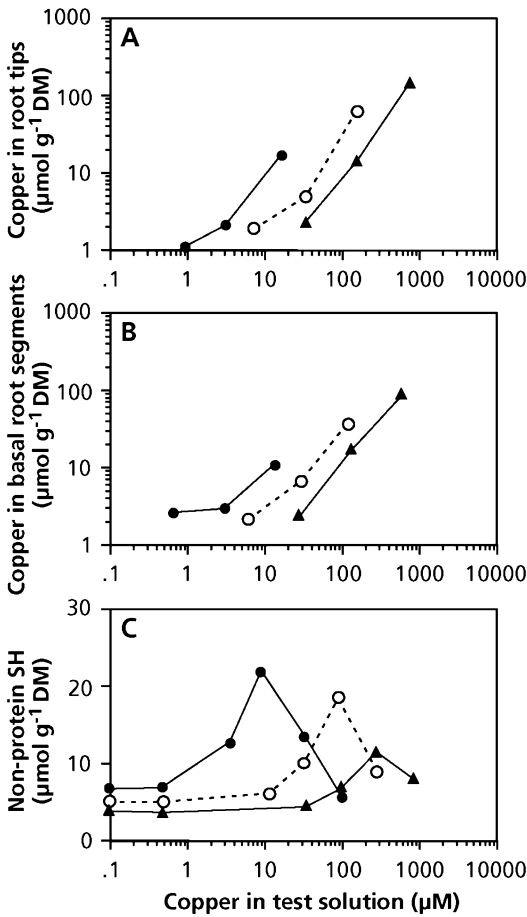 A
Copper in root tips
(µmol g-1 DM)
1000
100
10
1
.1 1 10 100 1000 10000
B
Copper in basal root segments
(µmol g-1 DM)
1000
100
10
1
.1 1 10 100 1000 10000
C
Non-protein SH
(µmol g-1 DM)
30
20
10
0
.1 1 10 100 1000 10000
Copper in test solution (µM)